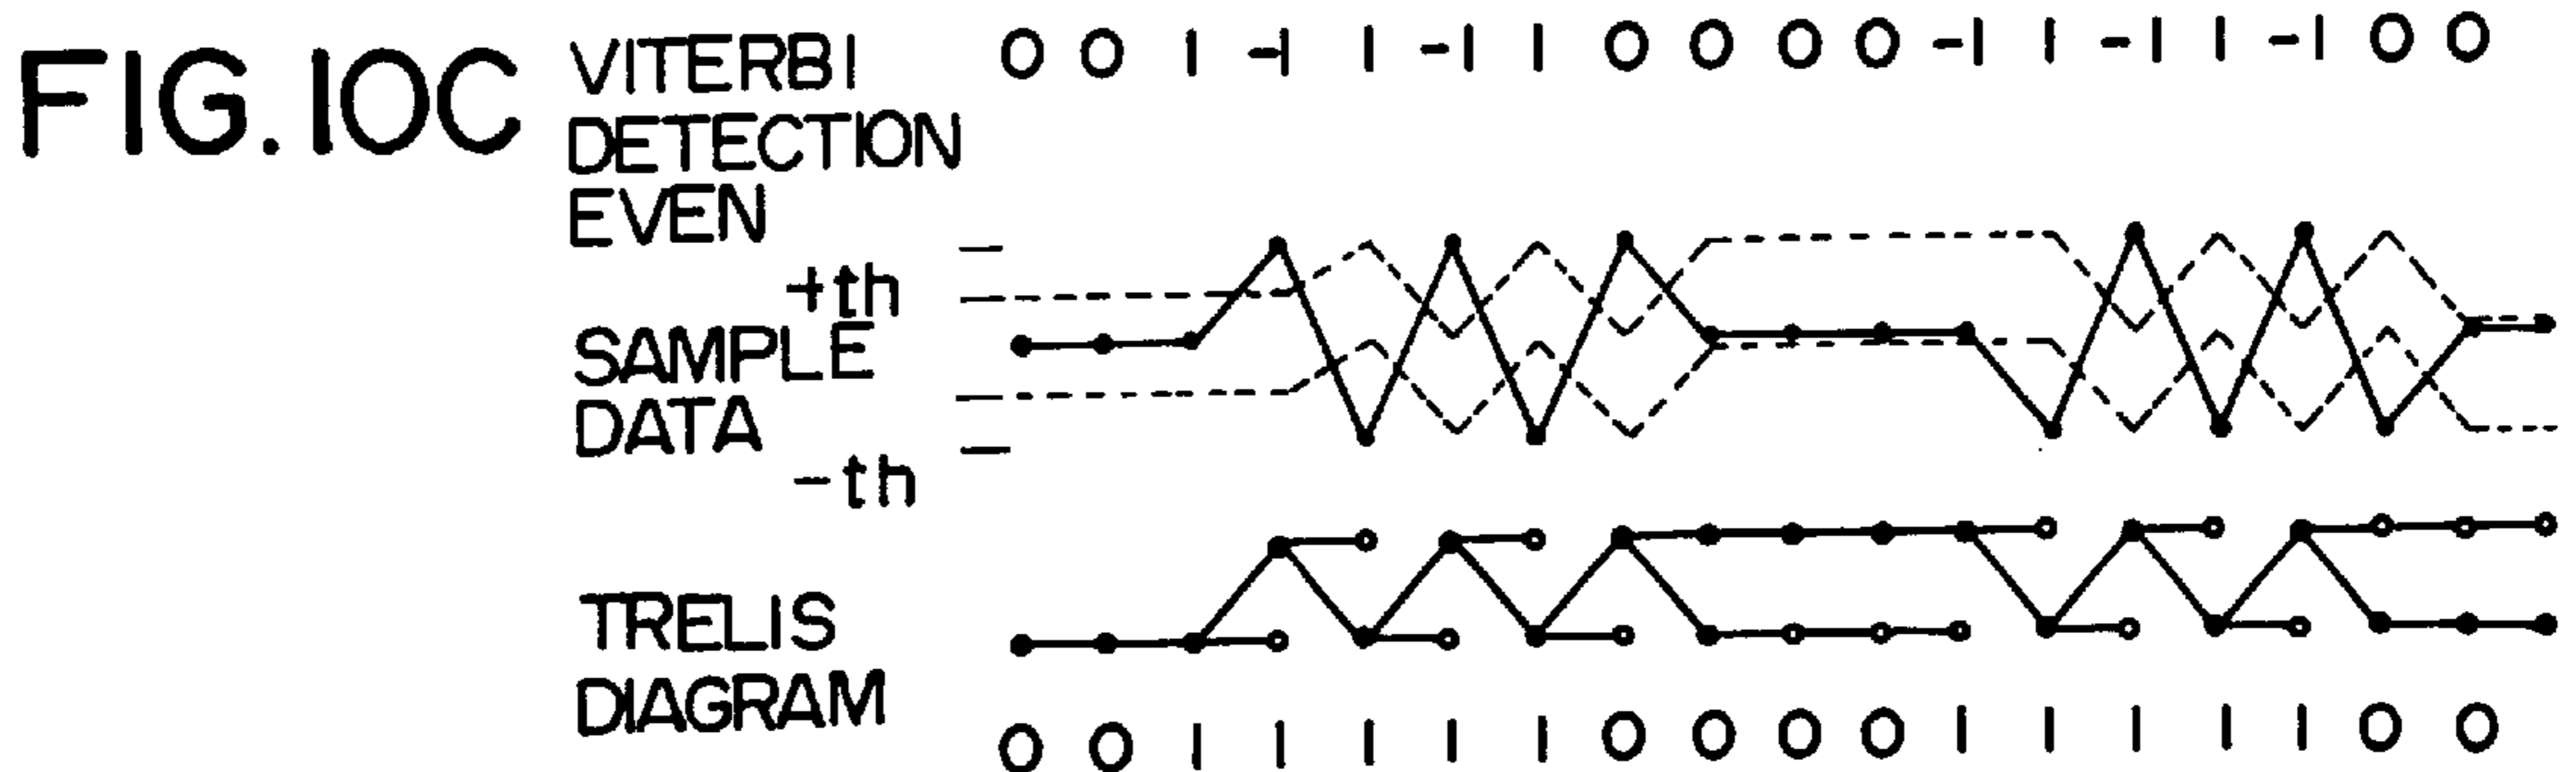 FIG. 10C
VITERBI
DETECTION
EVEN
0 0 1 -1 1 -1 1 0 0 0 0 -1 1 -1 1 -1 0 0
+th
SAMPLE
DATA
-th
TRELIS
DIAGRAM
0 0 1 1 1 1 1 0 0 0 0 1 1 1 1 1 0 0